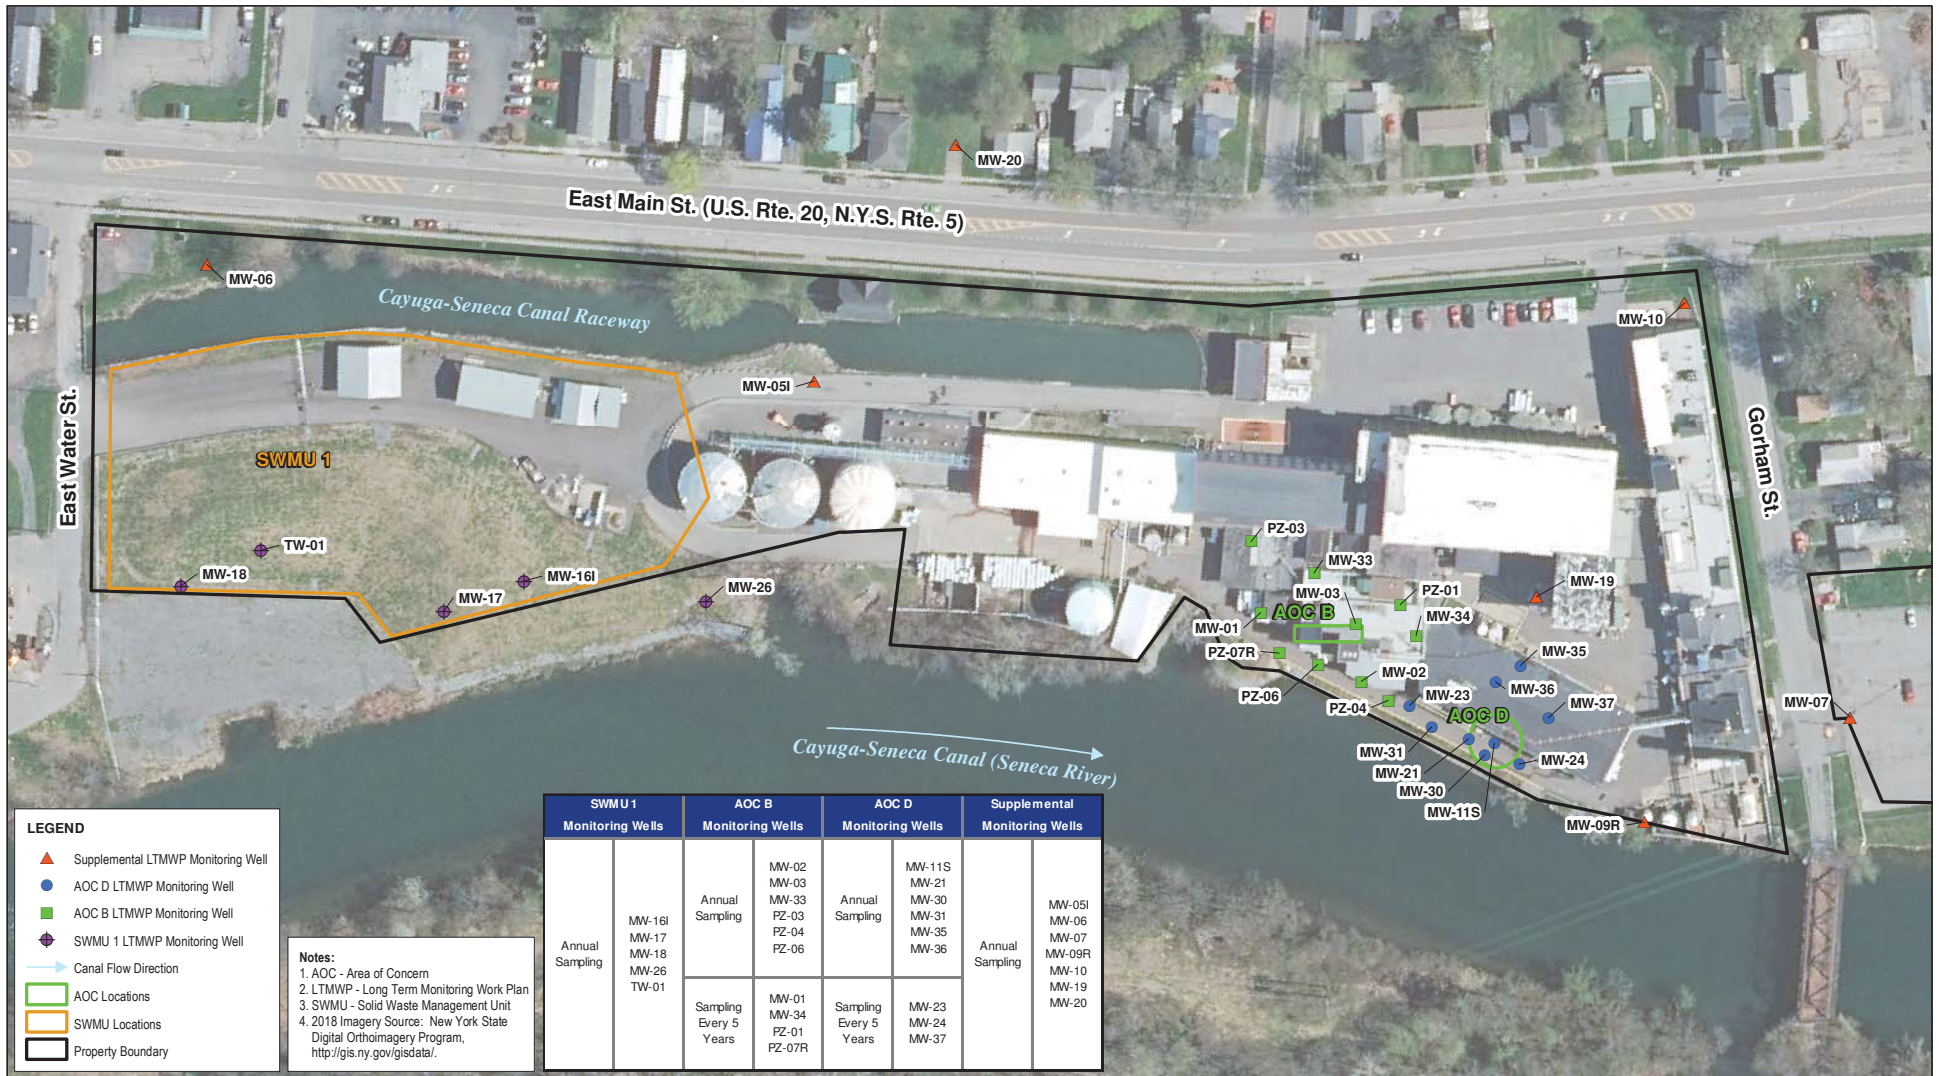 MW-20
East Main St. (U.S. Rte. 20, N.Y.S. Rte. 5)
MW-06
Cayuga-Seneca Canal Raceway
MW-10
MW-05I
East Water St.
Gorham St.
SWMU 1
TW-01
MW-18
MW-16I
MW-17
MW-26
PZ-03
MW-33
MW-03
PZ-01
MW-19
AOC B
MW-01
MW-34
PZ-07R
MW-35
PZ-06
MW-02
MW-36
PZ-04
MW-23
AOC D
MW-37
MW-07
MW-31
MW-21
MW-24
MW-30
MW-11S
MW-09R
Cayuga-Seneca Canal (Seneca River)
LEGEND
Supplemental LTMWP Monitoring Well
AOC D LTMWP Monitoring Well
AOC B LTMWP Monitoring Well
SWMU 1 LTMWP Monitoring Well
Canal Flow Direction
AOC Locations
SWMU Locations
Property Boundary
Notes:
1. AOC - Area of Concern
2. LTMWP - Long Term Monitoring Work Plan
3. SWMU - Solid Waste Management Unit
4. 2018 Imagery Source: New York State
Digital Orthoimagery Program,
http://gis.ny.gov/gisdata/.
SWMU 1
Monitoring Wells
AOC B
Monitoring Wells
AOC D
Monitoring Wells
Supplemental
Monitoring Wells
Annual
Sampling
MW-16I
MW-17
MW-18
MW-26
TW-01
Annual
Sampling
MW-02
MW-03
MW-33
PZ-03
PZ-04
PZ-06
Sampling
Every 5
Years
MW-01
MW-34
PZ-01
PZ-07R
Annual
Sampling
MW-11S
MW-21
MW-30
MW-31
MW-35
MW-36
Sampling
Every 5
Years
MW-23
MW-24
MW-37
Annual
Sampling
MW-05I
MW-06
MW-07
MW-09R
MW-10
MW-19
MW-20